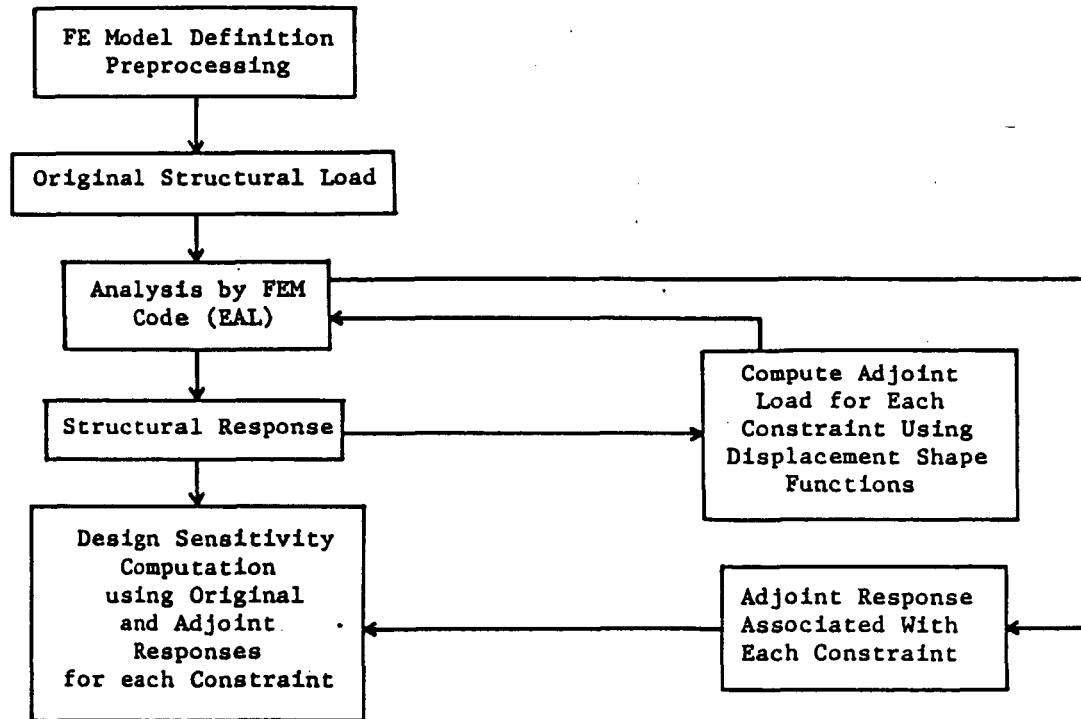 FE Model Definition
Preprocessing
Original Structural Load
Analysis by FEM
Code (EAL)
Structural Response
Compute Adjoint
Load for Each
Constraint Using
Displacement Shape
Functions
Design Sensitivity
Computation
using Original
and Adjoint
Responses
for each Constraint
Adjoint Response
Associated With
Each Constraint